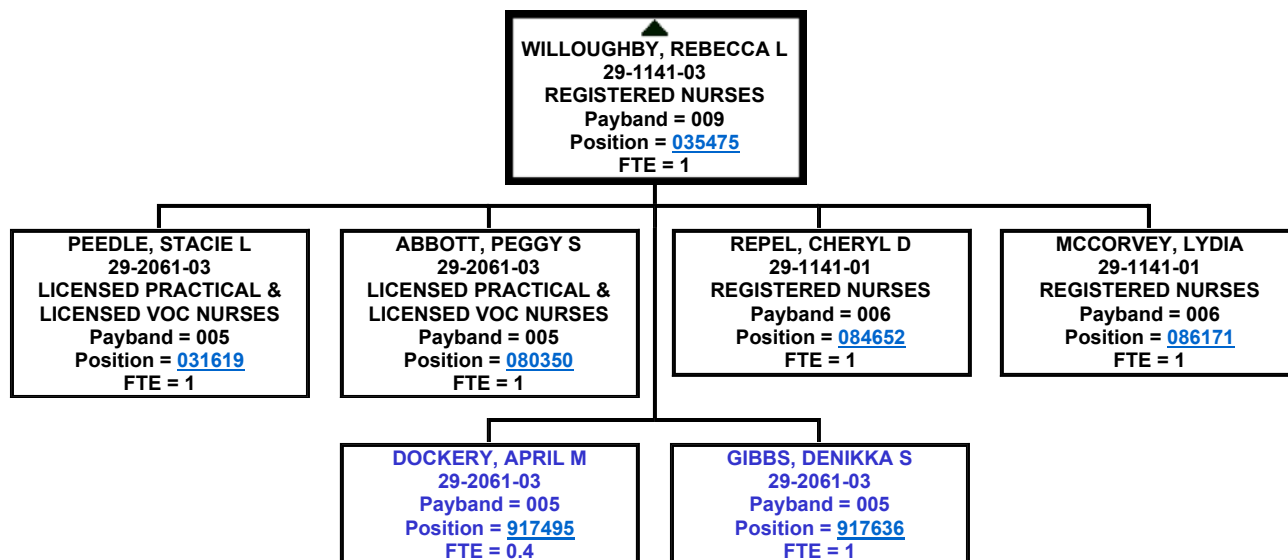 WILLOUGHBY, REBECCA L
29-1141-03
REGISTERED NURSES
Payband = 009
Position = 035475
FTE = 1
PEEDLE, STACIE L
29-2061-03
LICENSED PRACTICAL &
LICENSED VOC NURSES
Payband = 005
Position = 031619
FTE = 1
ABBOTT, PEGGY S
29-2061-03
LICENSED PRACTICAL &
LICENSED VOC NURSES
Payband = 005
Position = 080350
FTE = 1
REPEL, CHERYL D
29-1141-01
REGISTERED NURSES
Payband = 006
Position = 084652
FTE = 1
MCCORVEY, LYDIA
29-1141-01
REGISTERED NURSES
Payband = 006
Position = 086171
FTE = 1
DOCKERY, APRIL M
29-2061-03
Payband = 005
Position = 917495
FTE = 0.4
GIBBS, DENIKKA S
29-2061-03
Payband = 005
Position = 917636
FTE = 1